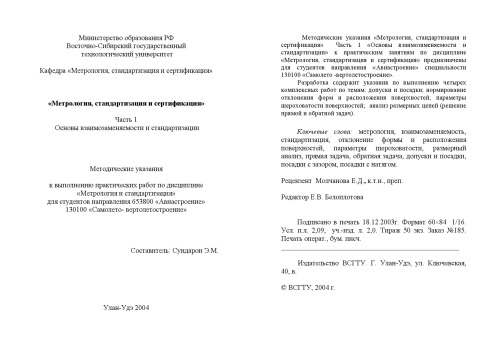 Министерство образования РФ
Восточно-Сибирский государственный
технологический университет
Кафедра «Метрология, стандартизация и сертификация»
«Метрология, стандартизация и сертификация»
Часть 1
Основы взаимозаменяемости и стандартизации
Методические указания
к выполнению практических работ по дисциплине
«Метрология и стандартизация»
для студентов направления 653800 «Авиастроение»
130100 «Самолето- вертолетостроение»
Составитель: Сундарон Э.М.
Улан-Удэ 2004
Методические указания «Метрология, стандартизация и
сертификация» Часть 1 «Основы взаимозаменяемости и
стандартизации» к практическим занятиям по дисциплине
«Метрология, стандартизация и сертификация» предназначены
для студентов направления «Авиастроение» специальности
130100 «Самолето -вертолетостроение».
Разработка содержит указания по выполнению четырех
комплексных работ по темам: допуски и посадки; нормирование
отклонения форм и расположения поверхностей; параметры
шероховатости поверхностей; анализ размерных цепей (решение
прямой и обратной задач).
Ключевые слова: метрология, взаимозаменяемость,
стандартизация, отклонение формы и расположения
поверхностей, параметры шероховатости, размерный
анализ, прямая задача, обратная задача, допуски и посадки,
посадки с зазором, посадки с натягом.
Рецензент Молчанова Е.Д., к.т.н., преп.
Редактор Е.В. Белоплотова
Подписано в печать 18.12.2003г. Формат 60×84 1/16.
Усл. п.л. 2,09, уч.-изд. л. 2,0. Тираж 50 экз. Заказ №185.
Печать операт., бум. писч.
Издательство ВСГТУ. Г. Улан-Удэ, ул. Ключевская,
40, в.
© ВСГТУ, 2004 г.